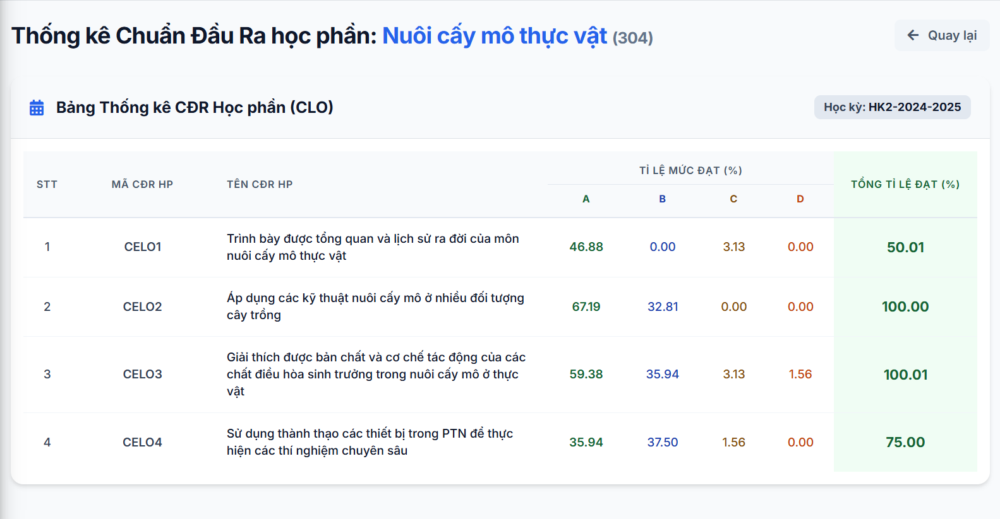 Thống kê Chuẩn Đầu Ra học phần: Nuôi cấy mô thực vật (304)
Quay lại
Bảng Thống kê CĐR Học phần (CLO)
Học kỳ: HK2-2024-2025
STT
MÃ CĐR HP
TÊN CĐR HP
TỈ LỆ MỨC ĐẠT (%)
TỔNG TỈ LỆ ĐẠT (%)
A B C D
1 CELO1 Trình bày được tổng quan và lịch sử ra đời của môn
nuôi cấy mô thực vật
46.88 0.00 3.13 0.00 50.01
2 CELO2 Áp dụng các kỹ thuật nuôi cấy mô ở nhiều đối tượng
cây trồng
67.19 32.81 0.00 0.00 100.00
3 CELO3 Giải thích được bản chất và cơ chế tác động của các
chất điều hòa sinh trưởng trong nuôi cấy mô ở thực
vật
59.38 35.94 3.13 1.56 100.01
4 CELO4 Sử dụng thành thạo các thiết bị trong PTN để thực
hiện các thí nghiệm chuyên sâu
35.94 37.50 1.56 0.00 75.00